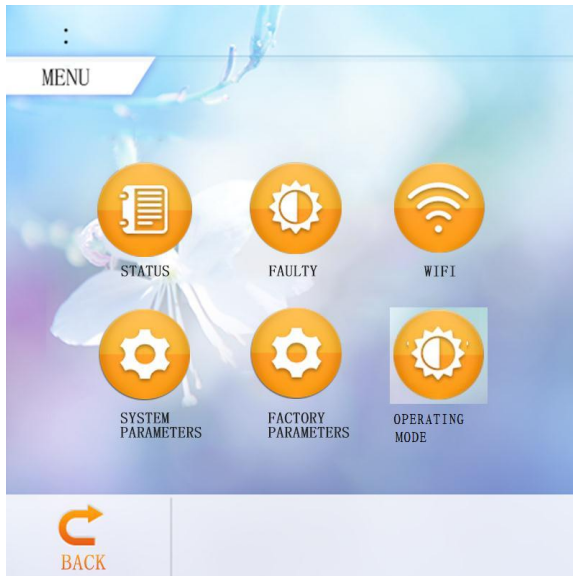 :
MENU
STATUS
FAULTY
WIFI
SYSTEM
PARAMETERS
FACTORY
PARAMETERS
OPERATING
MODE
BACK